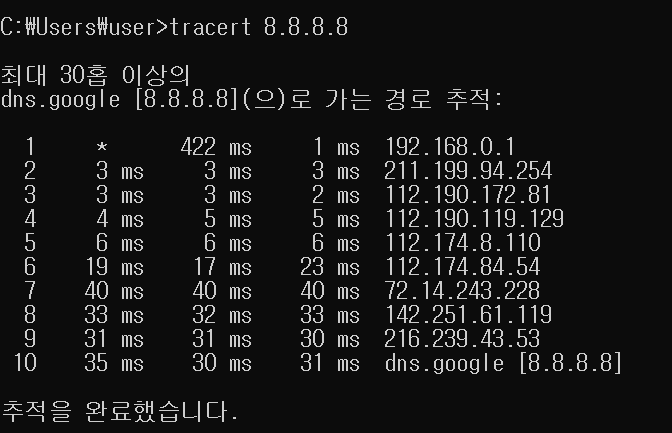 C:₩Users₩user>tracert 8.8.8.8
최대 30홉 이상의
dns.google [8.8.8.8](으)로 가는 경로 추적:
1 * 422 ms 1 ms 192.168.0.1
2 3 ms 3 ms 3 ms 211.199.94.254
3 3 ms 3 ms 2 ms 112.190.172.81
4 4 ms 5 ms 5 ms 112.190.119.129
5 6 ms 6 ms 6 ms 112.174.8.110
6 19 ms 17 ms 23 ms 112.174.84.54
7 40 ms 40 ms 40 ms 72.14.243.228
8 33 ms 32 ms 33 ms 142.251.61.119
9 31 ms 31 ms 30 ms 216.239.43.53
10 35 ms 30 ms 31 ms dns.google [8.8.8.8]
추적을 완료했습니다.